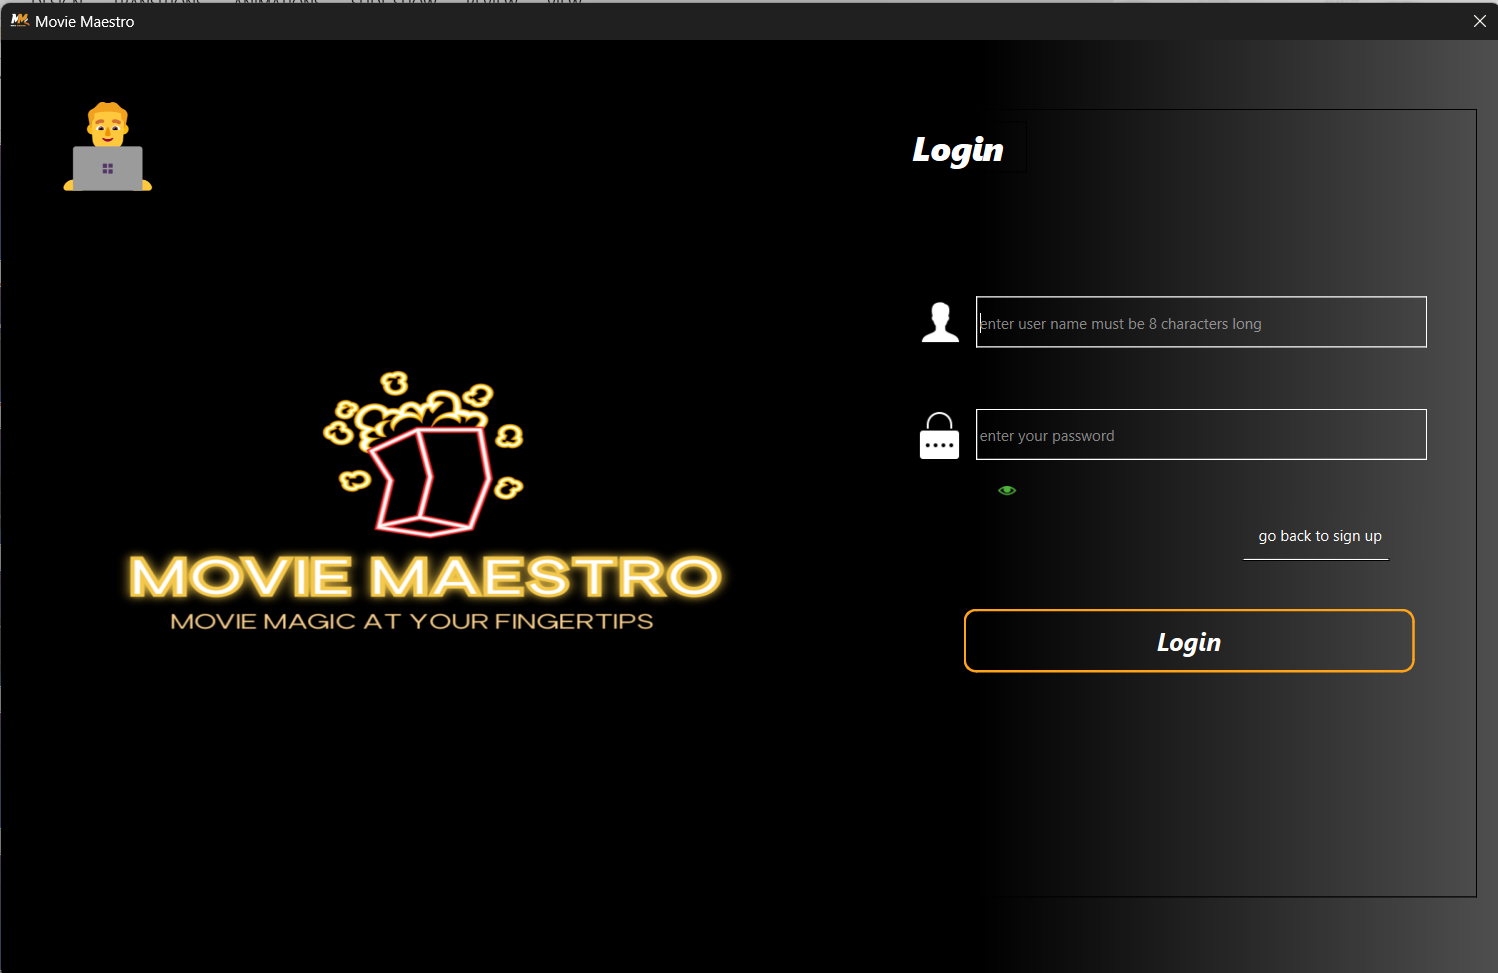 Movie Maestro
Login
enter user name must be 8 characters long
enter your password
go back to sign up
Login
MOVIE MAESTRO
MOVIE MAGIC AT YOUR FINGERTIPS